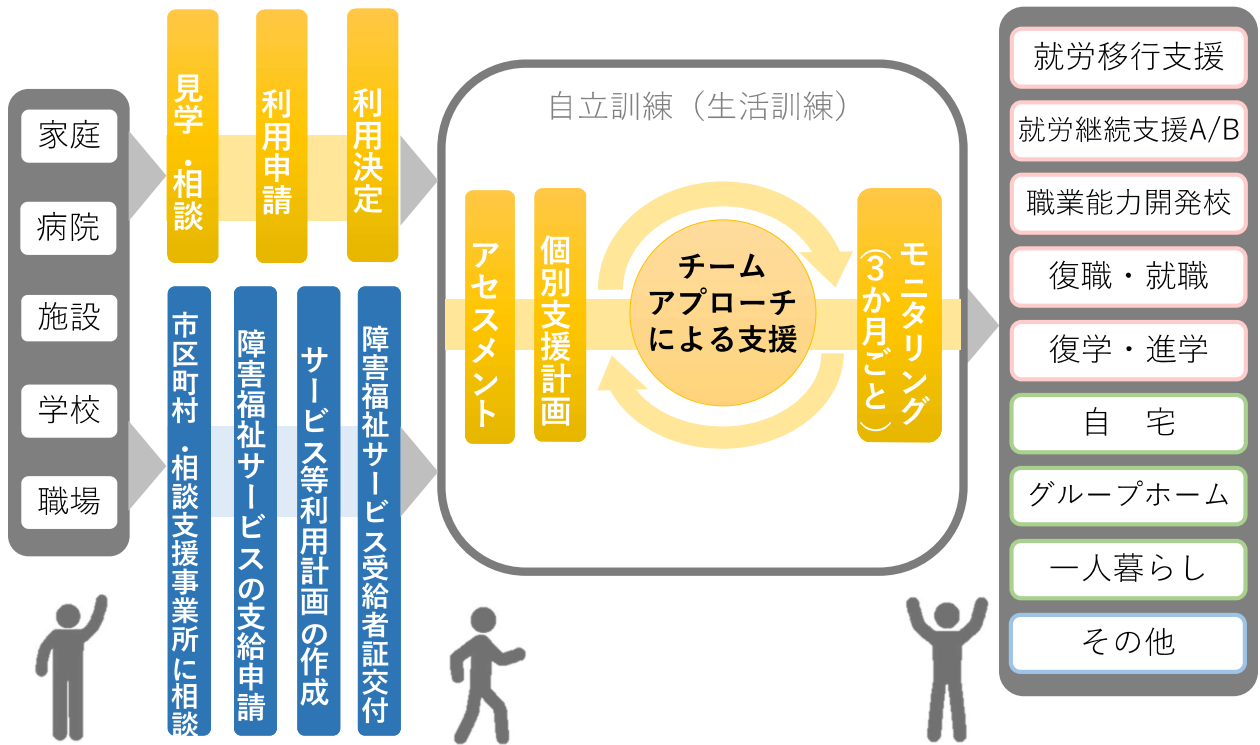 家庭
病院
施設
学校
職場
見学・相談
利用申請
利用決定
市区町村・相談支援事業所に相談
障害福祉サービスの支給申請
サービス等利用計画の作成
障害福祉サービス受給者証交付
自立訓練（生活訓練）
アセスメント
個別支援計画
チーム
アプローチ
による支援
モニタリング
（3か月ごと）
就労移行支援
就労継続支援A/B
職業能力開発校
復職・就職
復学・進学
自　宅
グループホーム
一人暮らし
その他